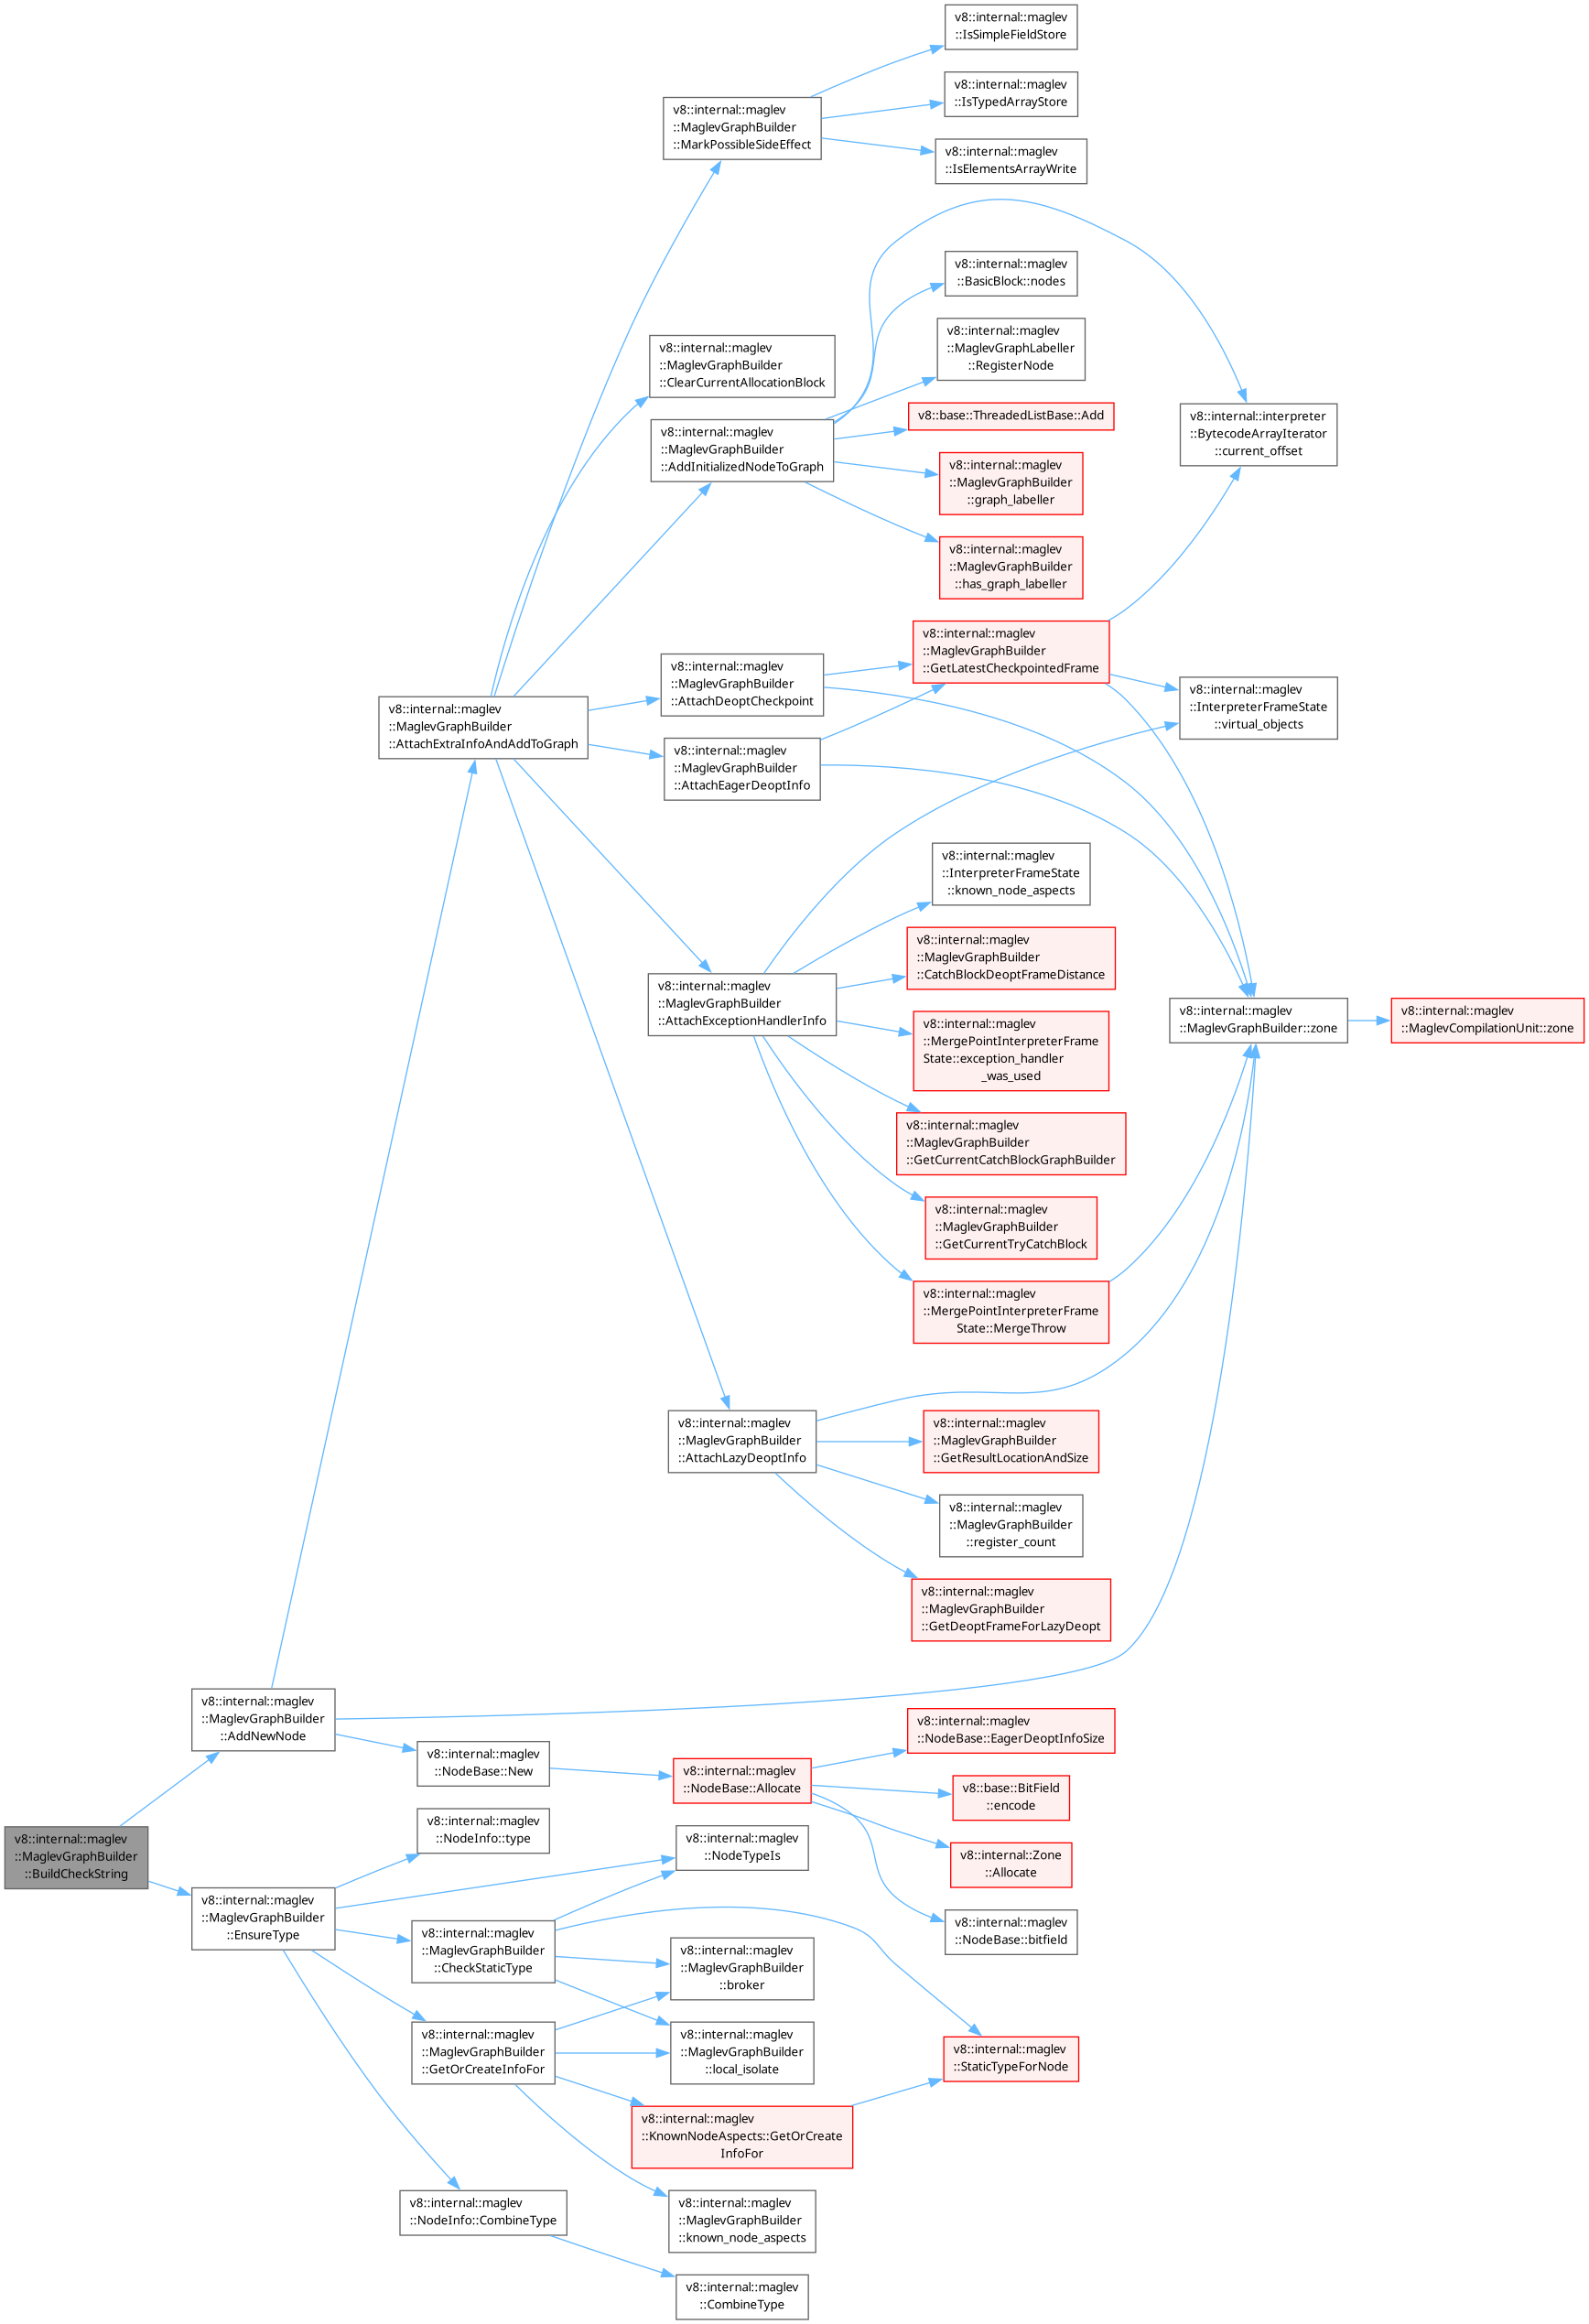 v8::internal::maglev
::IsSimpleFieldStore
v8::internal::maglev
::IsTypedArrayStore
v8::internal::maglev
::MaglevGraphBuilder
::MarkPossibleSideEffect
v8::internal::maglev
::IsElementsArrayWrite
v8::internal::maglev
::BasicBlock::nodes
v8::internal::maglev
::MaglevGraphLabeller
::RegisterNode
v8::internal::maglev
::MaglevGraphBuilder
::ClearCurrentAllocationBlock
v8::base::ThreadedListBase::Add
v8::internal::interpreter
::BytecodeArrayIterator
::current_offset
v8::internal::maglev
::MaglevGraphBuilder
::AddInitializedNodeToGraph
v8::internal::maglev
::MaglevGraphBuilder
::graph_labeller
v8::internal::maglev
::MaglevGraphBuilder
::has_graph_labeller
v8::internal::maglev
::MaglevGraphBuilder
::GetLatestCheckpointedFrame
v8::internal::maglev
::MaglevGraphBuilder
::AttachDeoptCheckpoint
v8::internal::maglev
::InterpreterFrameState
::virtual_objects
v8::internal::maglev
::MaglevGraphBuilder
::AttachExtraInfoAndAddToGraph
v8::internal::maglev
::MaglevGraphBuilder
::AttachEagerDeoptInfo
v8::internal::maglev
::InterpreterFrameState
::known_node_aspects
v8::internal::maglev
::MaglevGraphBuilder
::CatchBlockDeoptFrameDistance
v8::internal::maglev
::MaglevGraphBuilder
::AttachExceptionHandlerInfo
v8::internal::maglev
::MaglevGraphBuilder::zone
v8::internal::maglev
::MaglevCompilationUnit::zone
v8::internal::maglev
::MergePointInterpreterFrame
State::exception_handler
_was_used
v8::internal::maglev
::MaglevGraphBuilder
::GetCurrentCatchBlockGraphBuilder
v8::internal::maglev
::MaglevGraphBuilder
::GetCurrentTryCatchBlock
v8::internal::maglev
::MergePointInterpreterFrame
State::MergeThrow
v8::internal::maglev
::MaglevGraphBuilder
::AttachLazyDeoptInfo
v8::internal::maglev
::MaglevGraphBuilder
::GetResultLocationAndSize
v8::internal::maglev
::MaglevGraphBuilder
::register_count
v8::internal::maglev
::MaglevGraphBuilder
::GetDeoptFrameForLazyDeopt
v8::internal::maglev
::MaglevGraphBuilder
::AddNewNode
v8::internal::maglev
::NodeBase::EagerDeoptInfoSize
v8::internal::maglev
::NodeBase::New
v8::internal::maglev
::NodeBase::Allocate
v8::base::BitField
::encode
v8::internal::maglev
::NodeInfo::type
v8::internal::maglev
::MaglevGraphBuilder
::BuildCheckString
v8::internal::maglev
::NodeTypeIs
v8::internal::Zone
::Allocate
v8::internal::maglev
::MaglevGraphBuilder
::EnsureType
v8::internal::maglev
::NodeBase::bitfield
v8::internal::maglev
::MaglevGraphBuilder
::CheckStaticType
v8::internal::maglev
::MaglevGraphBuilder
::broker
v8::internal::maglev
::MaglevGraphBuilder
::GetOrCreateInfoFor
v8::internal::maglev
::MaglevGraphBuilder
::local_isolate
v8::internal::maglev
::StaticTypeForNode
v8::internal::maglev
::KnownNodeAspects::GetOrCreate
InfoFor
v8::internal::maglev
::NodeInfo::CombineType
v8::internal::maglev
::MaglevGraphBuilder
::known_node_aspects
v8::internal::maglev
::CombineType